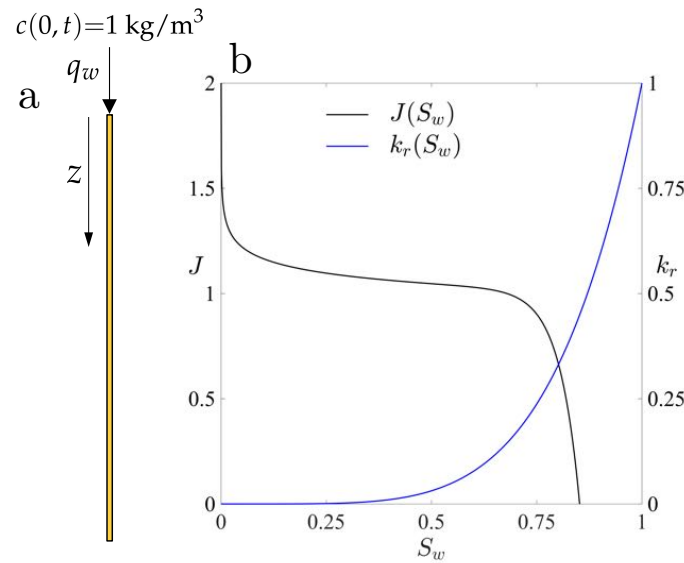 c(0,t)=1 kg/m³
q_w
a
z
b
J(S_w)
k_r(S_w)
2
1.5
J
1
0.5
0
1
0.75
k_r
0.5
0.25
0
0 0.25 0.5 0.75 1
S_w